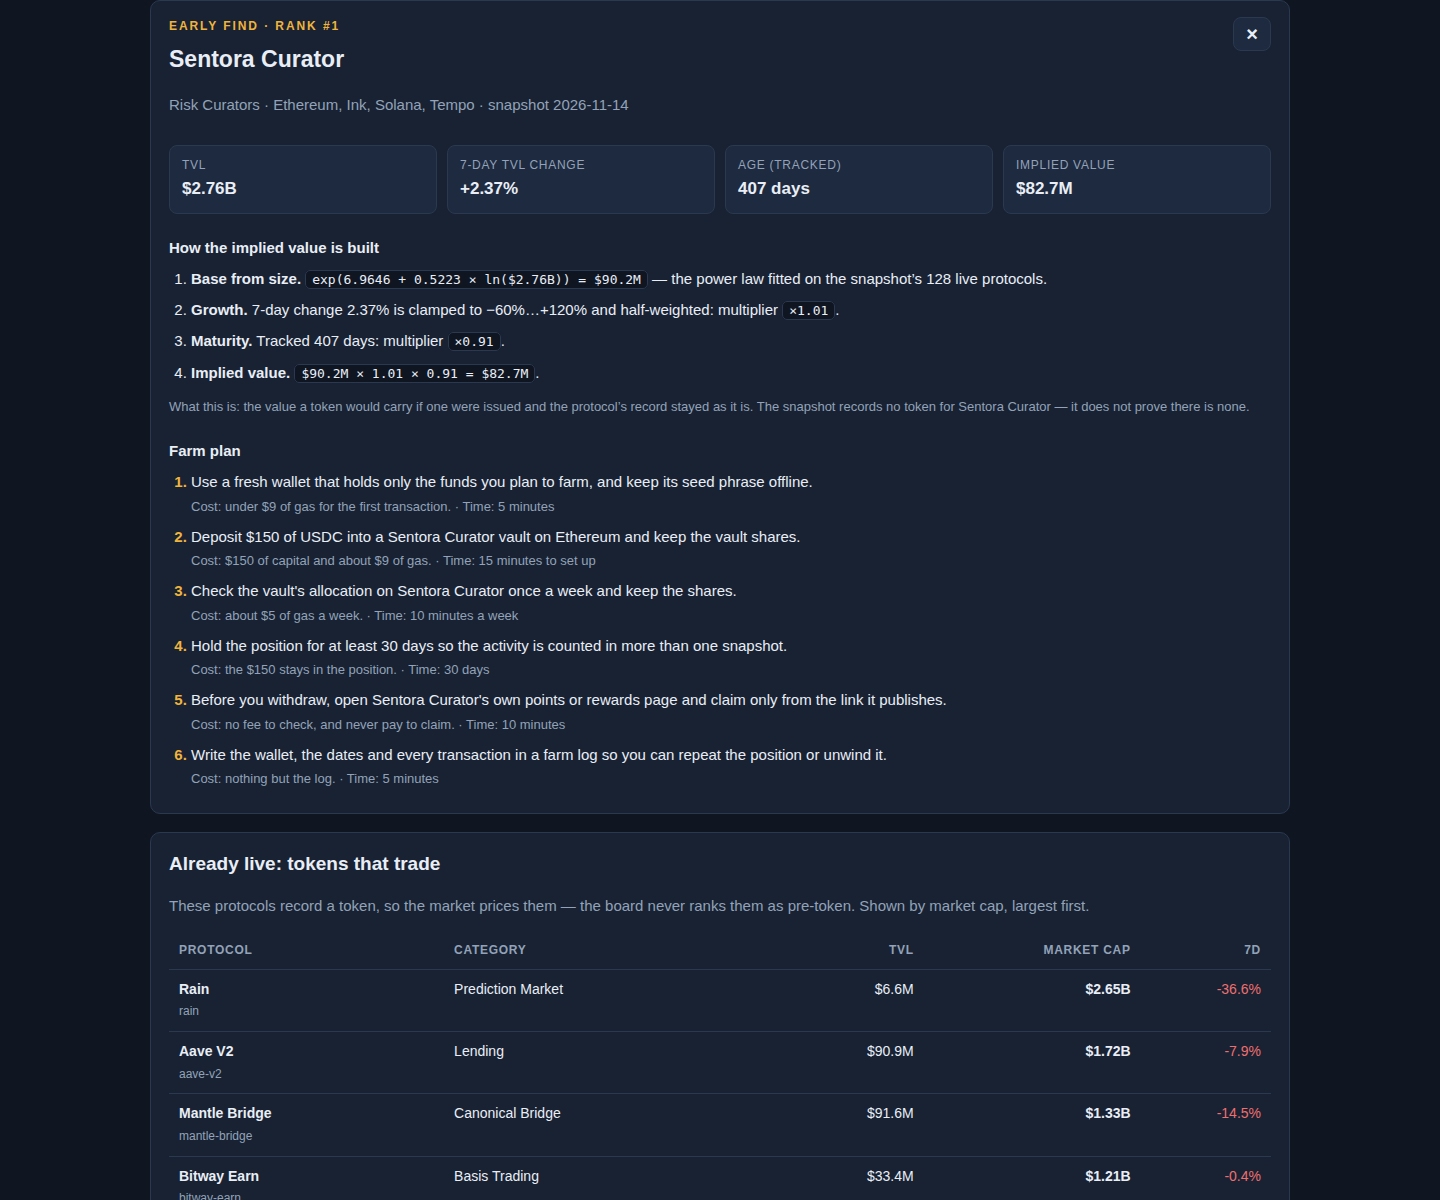 EARLY FIND · RANK #1
×
Sentora Curator
Risk Curators · Ethereum, Ink, Solana, Tempo · snapshot 2026-11-14
TVL
$2.76B
7-DAY TVL CHANGE
+2.37%
AGE (TRACKED)
407 days
IMPLIED VALUE
$82.7M
How the implied value is built
1. Base from size. exp(6.9646 + 0.5223 × ln($2.76B)) = $90.2M — the power law fitted on the snapshot’s 128 live protocols.
2. Growth. 7-day change 2.37% is clamped to −60%…+120% and half-weighted: multiplier ×1.01.
3. Maturity. Tracked 407 days: multiplier ×0.91.
4. Implied value. $90.2M × 1.01 × 0.91 = $82.7M.
What this is: the value a token would carry if one were issued and the protocol’s record stayed as it is. The snapshot records no token for Sentora Curator — it does not prove there is none.
Farm plan
1. Use a fresh wallet that holds only the funds you plan to farm, and keep its seed phrase offline.
Cost: under $9 of gas for the first transaction. · Time: 5 minutes
2. Deposit $150 of USDC into a Sentora Curator vault on Ethereum and keep the vault shares.
Cost: $150 of capital and about $9 of gas. · Time: 15 minutes to set up
3. Check the vault's allocation on Sentora Curator once a week and keep the shares.
Cost: about $5 of gas a week. · Time: 10 minutes a week
4. Hold the position for at least 30 days so the activity is counted in more than one snapshot.
Cost: the $150 stays in the position. · Time: 30 days
5. Before you withdraw, open Sentora Curator's own points or rewards page and claim only from the link it publishes.
Cost: no fee to check, and never pay to claim. · Time: 10 minutes
6. Write the wallet, the dates and every transaction in a farm log so you can repeat the position or unwind it.
Cost: nothing but the log. · Time: 5 minutes
Already live: tokens that trade
These protocols record a token, so the market prices them — the board never ranks them as pre-token. Shown by market cap, largest first.
PROTOCOL CATEGORY TVL MARKET CAP 7D
Rain Prediction Market $6.6M $2.65B -36.6%
rain
Aave V2 Lending $90.9M $1.72B -7.9%
aave-v2
Mantle Bridge Canonical Bridge $91.6M $1.33B -14.5%
mantle-bridge
Bitway Earn Basis Trading $33.4M $1.21B -0.4%
bitway-earn